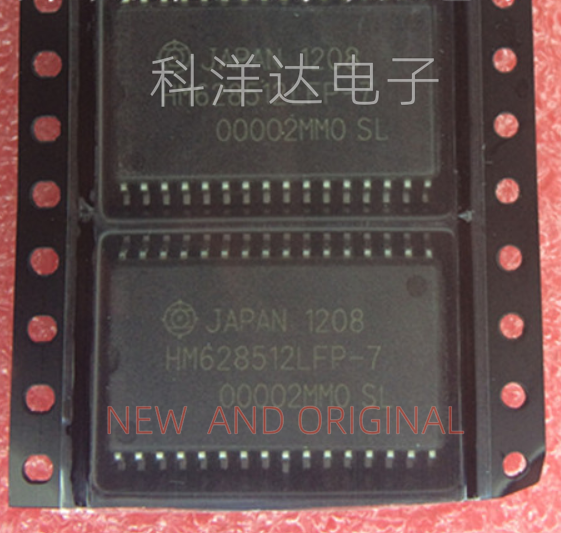 JAPAN 1208
科洋达电子
HM628512LFP-7
00002MM0 SL
JAPAN 1208
HM628512LFP-7
00002MM0 SL
NEW AND ORIGINAL